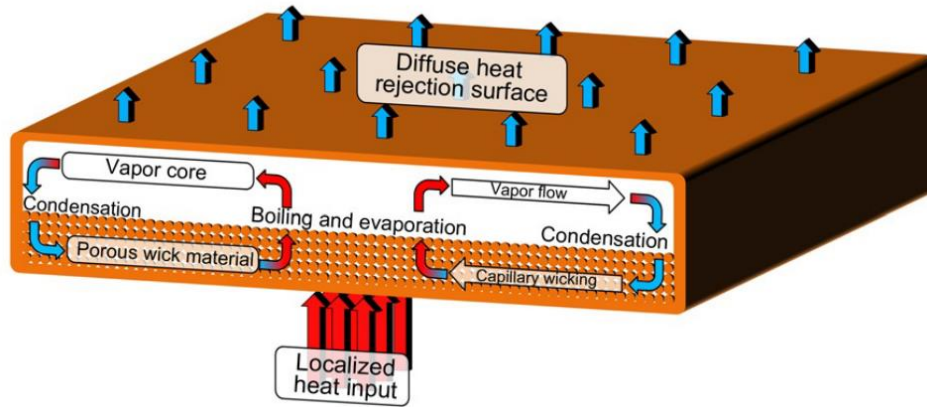 Diffuse heat
rejection surface
Vapor core
Vapor flow
Condensation
Boiling and evaporation
Condensation
Porous wick material
Capillary wicking
Localized
heat input